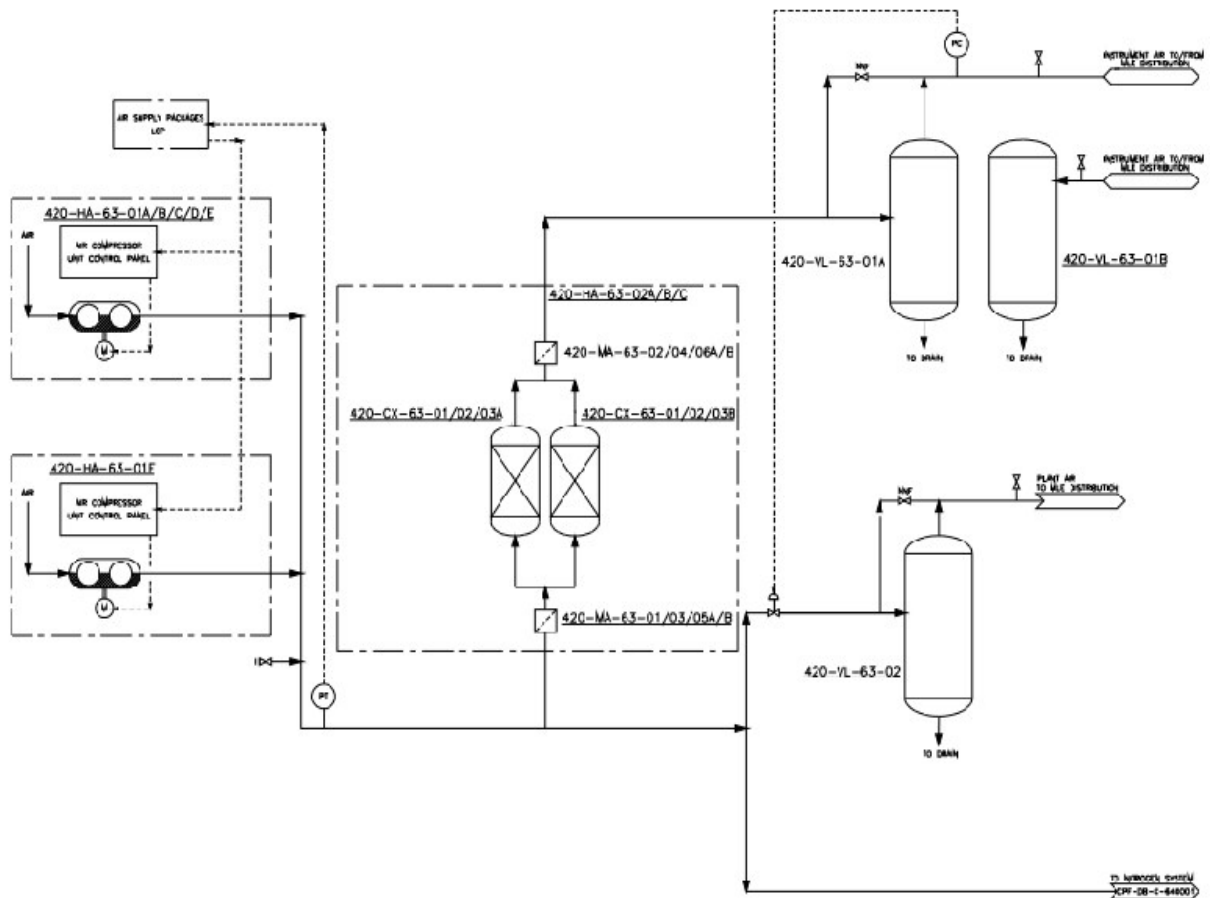 PC
NNF
INSTRUMENT AIR TO/FROM
MLE DISTRIBUTION
AIR SUPPLY PACKAGES
LCP
INSTRUMENT AIR TO/FROM
MLE DISTRIBUTION
420-HA-63-01A/B/C/D/E
AIR
AIR COMPRESSOR
UNIT CONTROL PANEL
M
420-VL-63-01A
420-VL-63-01B
420-HA-63-02A/B/C
420-MA-63-02/04/06A/B
TO DRAIN
TO DRAIN
420-CX-63-01/02/03A
420-CX-63-01/02/03B
420-HA-63-01F
AIR
AIR COMPRESSOR
UNIT CONTROL PANEL
M
NNF
PLANT AIR
TO MLE DISTRIBUTION
420-MA-63-01/03/05A/B
420-VL-63-02
PT
TO DRAIN
TO NITROGEN SYSTEM